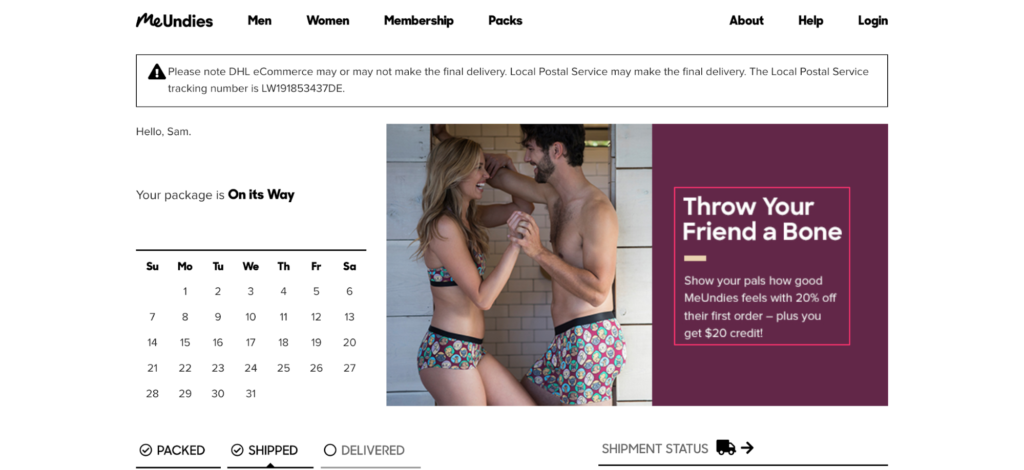 MeUndies Men Women Membership Packs About Help Login
Please note DHL eCommerce may or may not make the final delivery. Local Postal Service may make the final delivery. The Local Postal Service
tracking number is LW191853437DE.
Hello, Sam.
Your package is On its Way
Su Mo Tu We Th Fr Sa
1 2 3 4 5 6
7 8 9 10 11 12 13
14 15 16 17 18 19 20
21 22 23 24 25 26 27
28 29 30 31
Throw Your
Friend a Bone
Show your pals how good
MeUndies feels with 20% off
their first order – plus you
get $20 credit!
PACKED SHIPPED DELIVERED
SHIPMENT STATUS